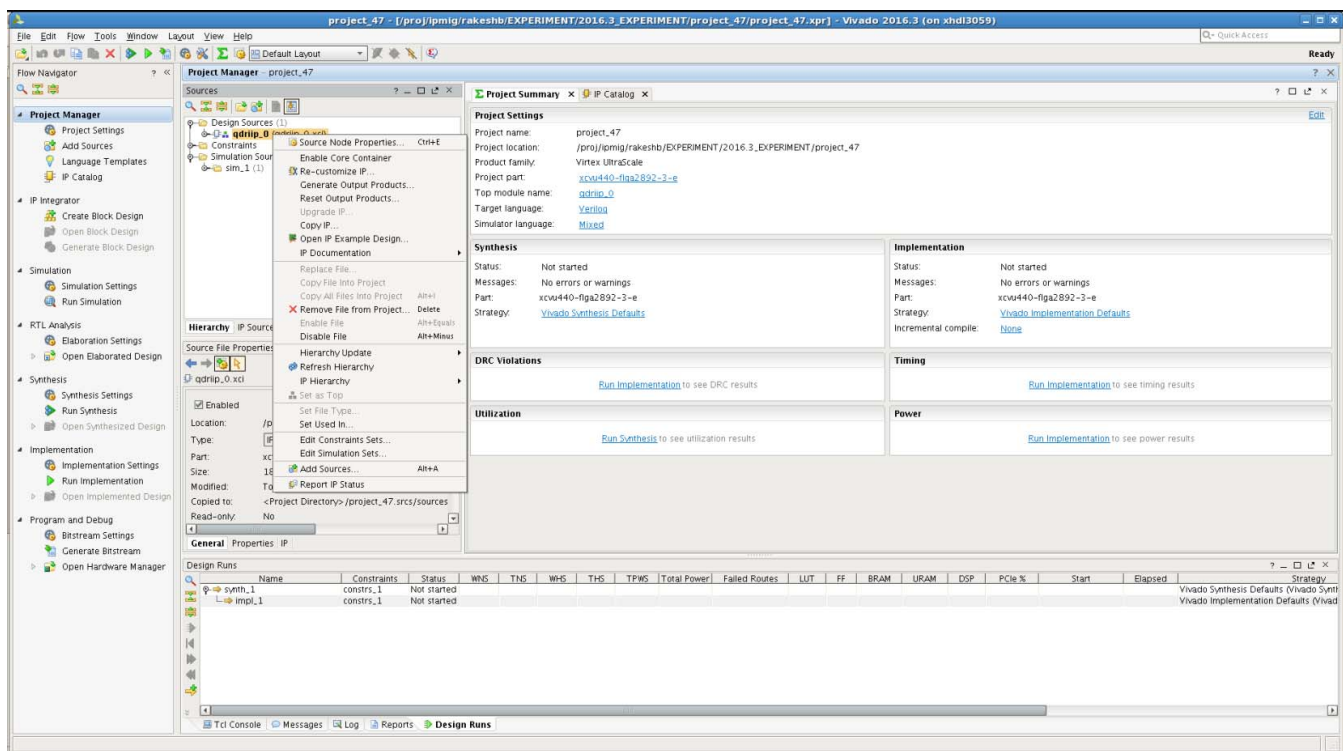 project_47 - [/proj/ipmig/rakeshb/EXPERIMENT/2016.3_EXPERIMENT/project_47/project_47.xpr] - Vivado 2016.3 (on xhdl3059)
File Edit Flow Tools Window Layout View Help
Quick Access
Default Layout
Ready
Flow Navigator
Project Manager
Project Settings
Add Sources
Language Templates
IP Catalog
IP Integrator
Create Block Design
Open Block Design
Generate Block Design
Simulation
Simulation Settings
Run Simulation
RTL Analysis
Elaboration Settings
Open Elaborated Design
Synthesis
Synthesis Settings
Run Synthesis
Open Synthesized Design
Implementation
Implementation Settings
Run Implementation
Open Implemented Design
Program and Debug
Bitstream Settings
Generate Bitstream
Open Hardware Manager
Project Manager - project_47
Sources
Design Sources (1)
qdriip_0 (qdriip_0.xci)
Constraints
Simulation Sour
sim_1 (1)
Hierarchy IP Source
Source File Properties
qdriip_0.xci
Enabled
Location: /p
Type: IP
Part: xc
Size: 18
Modified: To
Copied to: <Project Directory>/project_47.srcs/sources
Read-only: No
General Properties IP
Source Node Properties... Ctrl+E
Enable Core Container
Re-customize IP...
Generate Output Products...
Reset Output Products...
Upgrade IP...
Copy IP...
Open IP Example Design...
IP Documentation
Replace File...
Copy File Into Project
Copy All Files Into Project Alt+I
Remove File from Project... Delete
Enable File Alt+Equals
Disable File Alt+Minus
Hierarchy Update
Refresh Hierarchy
IP Hierarchy
Set as Top
Set File Type...
Set Used In...
Edit Constraints Sets...
Edit Simulation Sets...
Add Sources... Alt+A
Report IP Status
Project Summary IP Catalog
Project Settings Edit
Project name: project_47
Project location: /proj/ipmig/rakeshb/EXPERIMENT/2016.3_EXPERIMENT/project_47
Product family: Virtex UltraScale
Project part: xcvu440-flga2892-3-e
Top module name: qdriip_0
Target language: Verilog
Simulator language: Mixed
Synthesis
Status: Not started
Messages: No errors or warnings
Part: xcvu440-flga2892-3-e
Strategy: Vivado Synthesis Defaults
Implementation
Status: Not started
Messages: No errors or warnings
Part: xcvu440-flga2892-3-e
Strategy: Vivado Implementation Defaults
Incremental compile: None
DRC Violations
Run Implementation to see DRC results
Timing
Run Implementation to see timing results
Utilization
Run Synthesis to see utilization results
Power
Run Implementation to see power results
Design Runs
Name Constraints Status WNS TNS WHS THS TPWS Total Power Failed Routes LUT FF BRAM URAM DSP PCIe % Start Elapsed Strategy
synth_1 constrs_1 Not started Vivado Synthesis Defaults (Vivado Synth
impl_1 constrs_1 Not started Vivado Implementation Defaults (Vivad
Tcl Console Messages Log Reports Design Runs